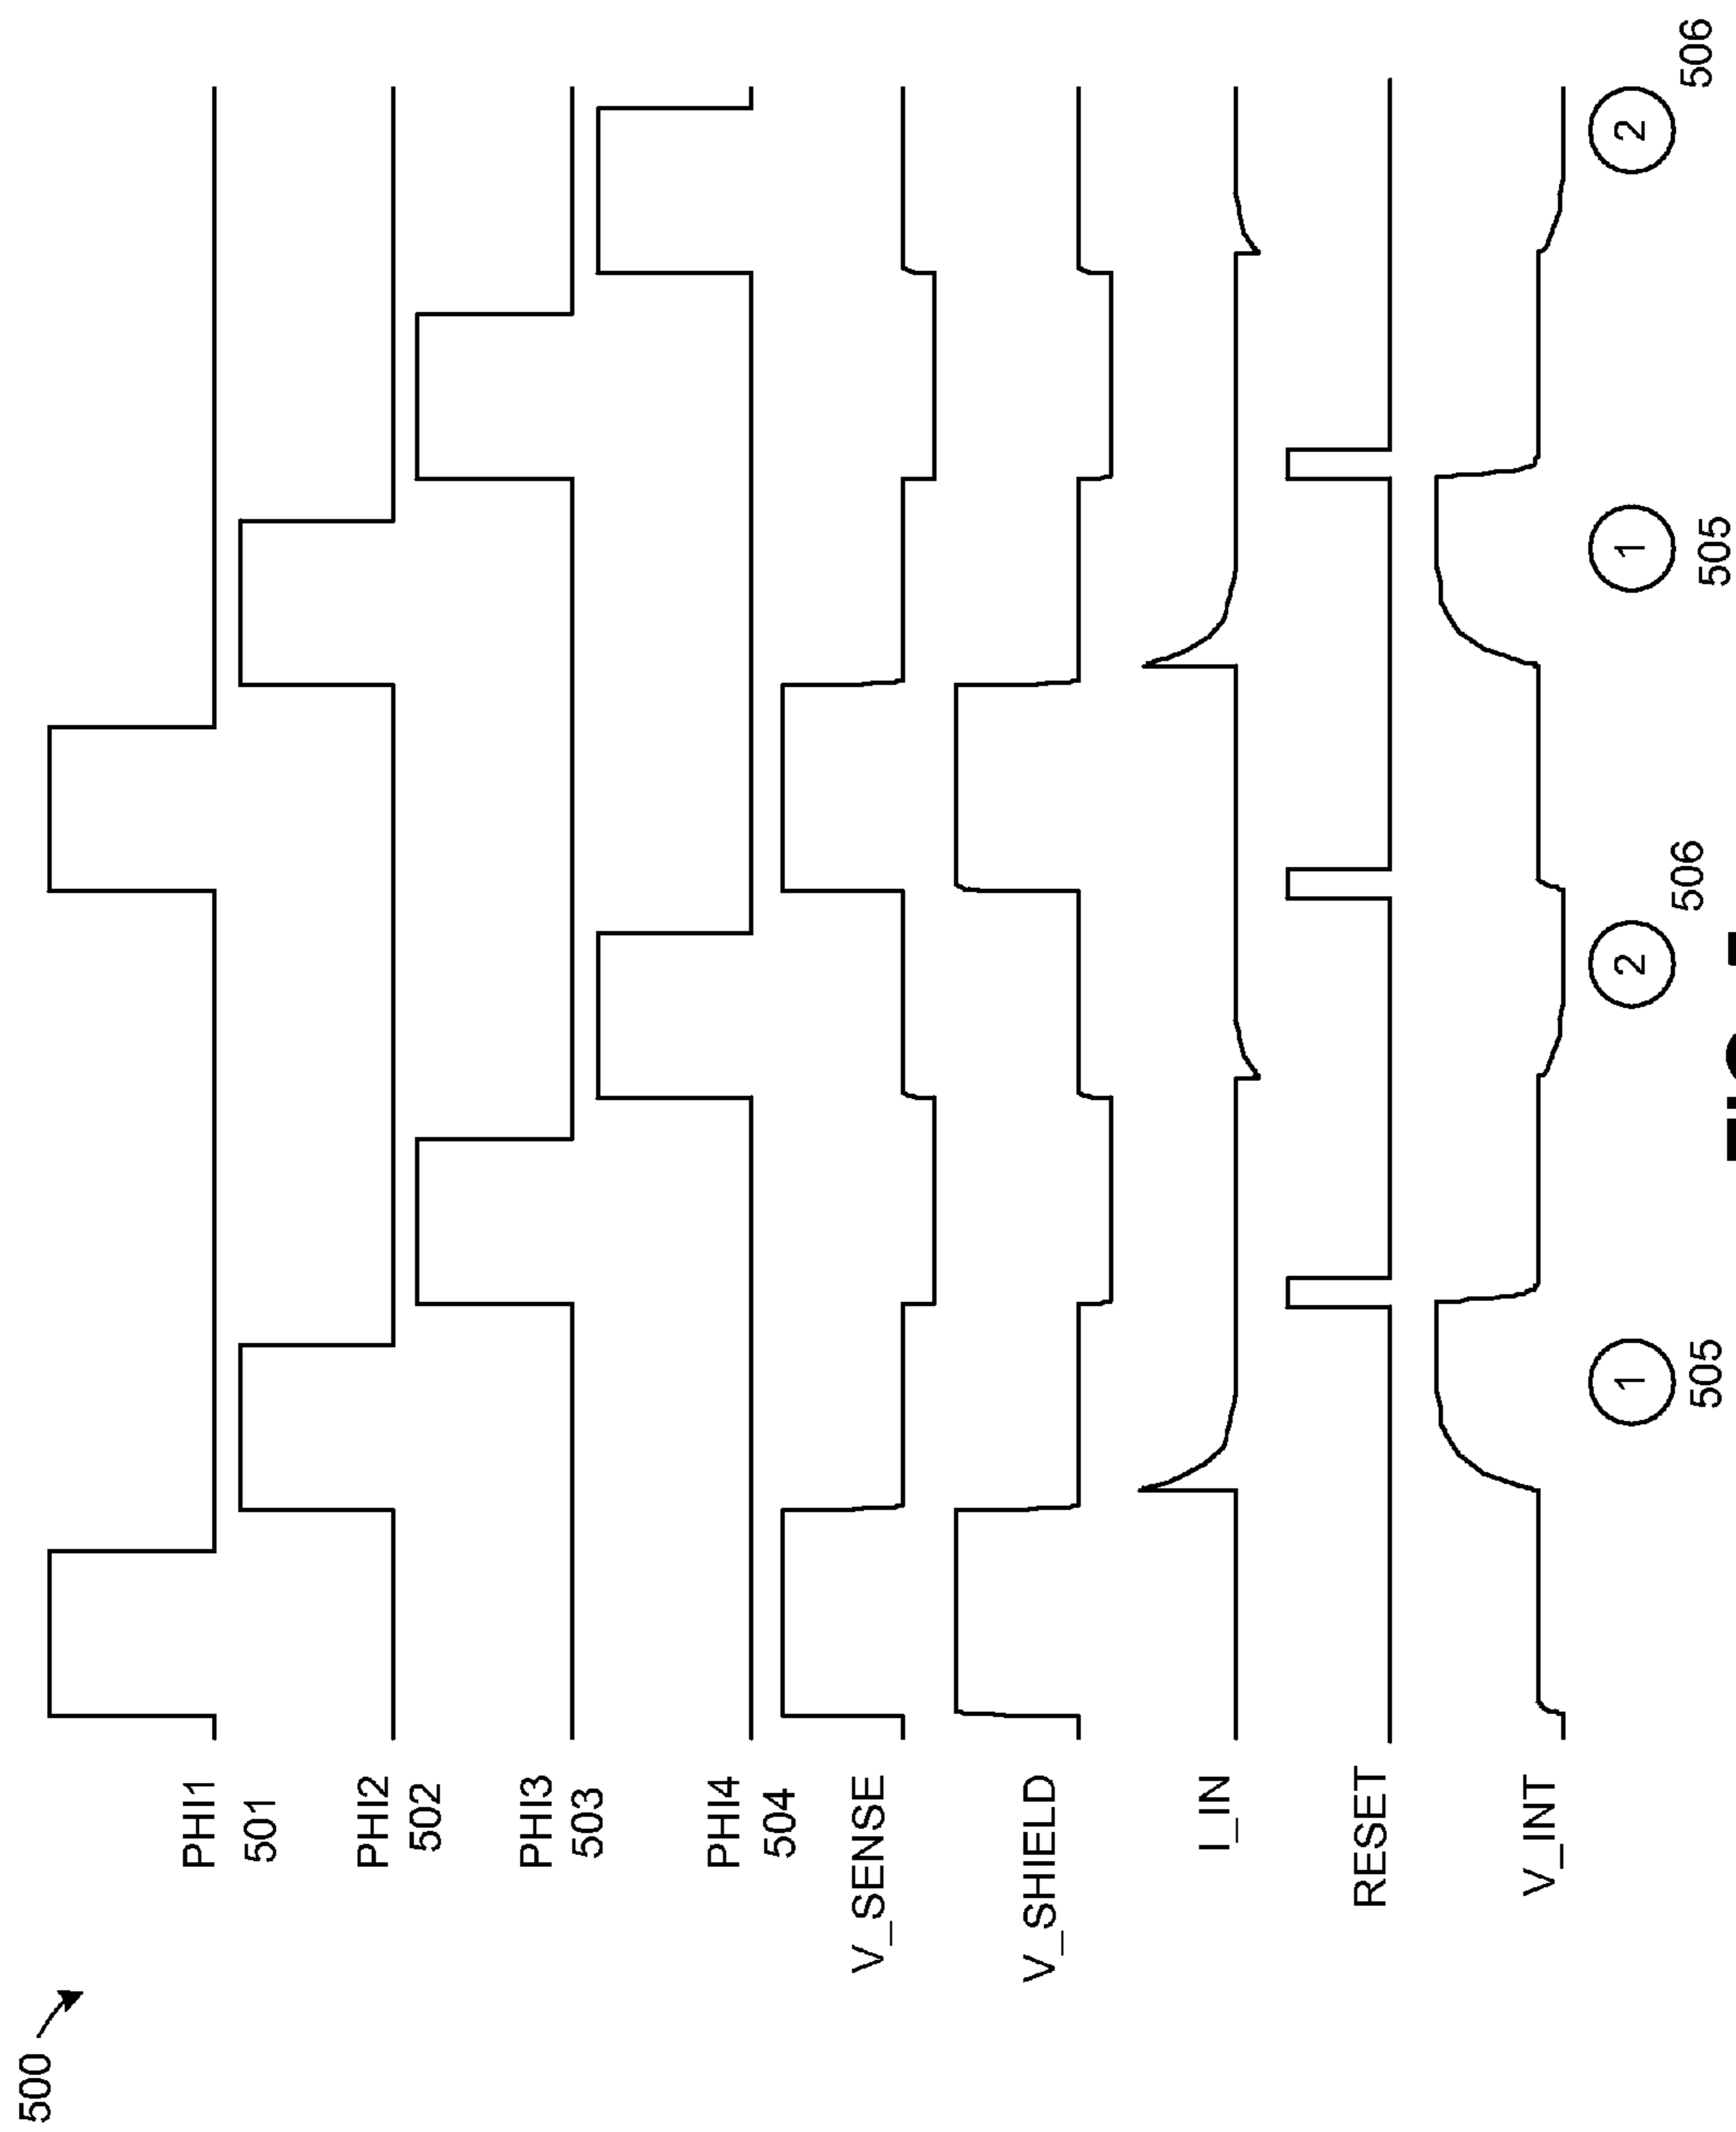 500
PHI1
501
PHI2
502
PHI3
503
PHI4
504
V_SENSE
V_SHIELD
I_IN
RESET
V_INT
1
2
1
2
505
506
505
506